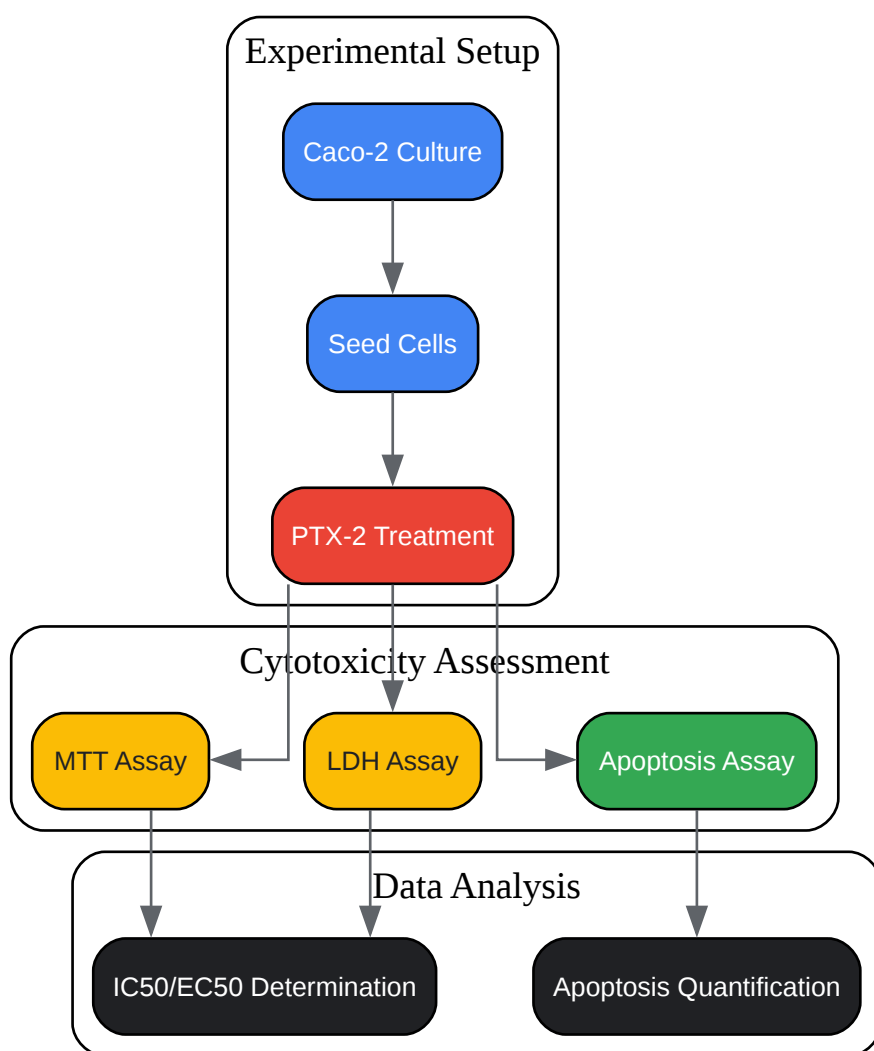 Experimental Setup
Caco-2 Culture
Seed Cells
PTX-2 Treatment
Cytotoxicity Assessment
MTT Assay
LDH Assay
Apoptosis Assay
Data Analysis
IC50/EC50 Determination
Apoptosis Quantification